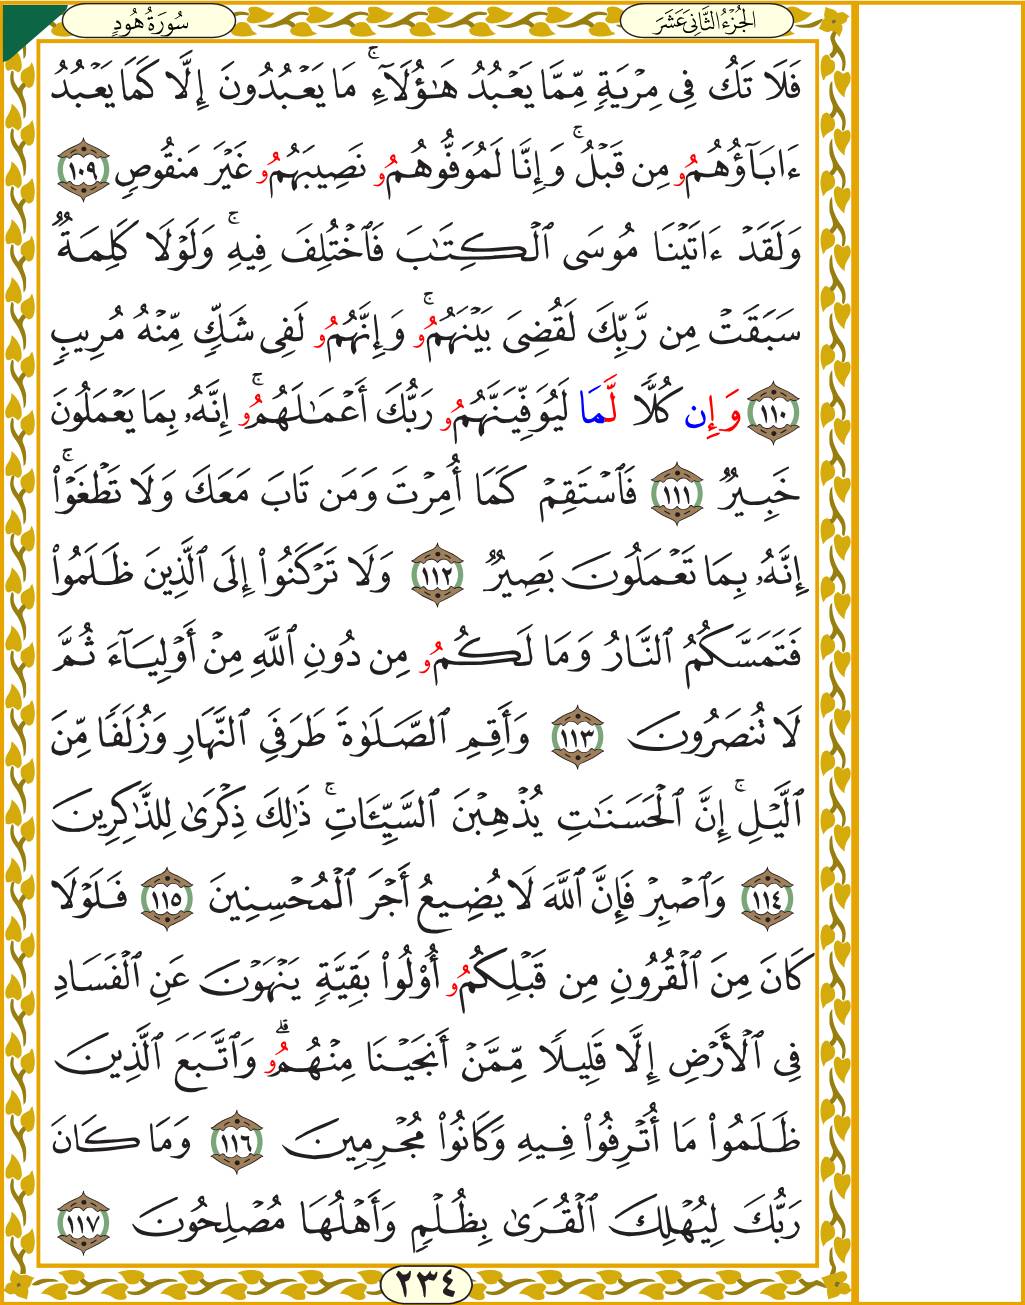 الجُزْءُ الثَّانِيَ عَشَرَ
سُورَةُ هُودٍ
فَلَا تَكُ فِى مِرۡيَةٖ مِّمَّا يَعۡبُدُ هَـٰٓؤُلَآءِۚ مَا يَعۡبُدُونَ إِلَّا كَمَا يَعۡبُدُ
ءَابَآؤُهُمُۥ مِن قَبۡلُۚ وَإِنَّا لَمُوَفُّوهُمُۥ نَصِيبَهُمُۥ غَيۡرَ مَنقُوصٖ ١٠٩
وَلَقَدۡ ءَاتَيۡنَا مُوسَى ٱلۡكِتَـٰبَ فَٱخۡتُلِفَ فِيهِۚ وَلَوۡلَا كَلِمَةٞ
سَبَقَتۡ مِن رَّبِّكَ لَقُضِىَ بَيۡنَهُمُۥۚ وَإِنَّهُمُۥ لَفِى شَكّٖ مِّنۡهُ مُرِيبٖ
١١٠ وَإِن كُلّٗا لَّمَا لَيُوَفِّيَنَّهُمُۥ رَبُّكَ أَعۡمَـٰلَهُمُۥۚ إِنَّهُۥ بِمَا يَعۡمَلُونَ
خَبِيرٞ ١١١ فَٱسۡتَقِمۡ كَمَا أُمِرۡتَ وَمَن تَابَ مَعَكَ وَلَا تَطۡغَوۡا۟ۚ
إِنَّهُۥ بِمَا تَعۡمَلُونَ بَصِيرٞ ١١٢ وَلَا تَرۡكَنُوا۟ إِلَى ٱلَّذِينَ ظَلَمُوا۟
فَتَمَسَّكُمُ ٱلنَّارُ وَمَا لَكُمُۥ مِن دُونِ ٱللَّهِ مِنۡ أَوۡلِيَآءَ ثُمَّ
لَا تُنصَرُونَ ١١٣ وَأَقِمِ ٱلصَّلَوٰةَ طَرَفَىِ ٱلنَّهَارِ وَزُلَفٗا مِّنَ
ٱلَّيۡلِۚ إِنَّ ٱلۡحَسَنَـٰتِ يُذۡهِبۡنَ ٱلسَّيِّـَٔاتِۚ ذَٰلِكَ ذِكۡرَىٰ لِلذَّٰكِرِينَ
١١٤ وَٱصۡبِرۡ فَإِنَّ ٱللَّهَ لَا يُضِيعُ أَجۡرَ ٱلۡمُحۡسِنِينَ ١١٥ فَلَوۡلَا
كَانَ مِنَ ٱلۡقُرُونِ مِن قَبۡلِكُمُۥ أُو۟لُوا۟ بَقِيَّةٖ يَنۡهَوۡنَ عَنِ ٱلۡفَسَادِ
فِى ٱلۡأَرۡضِ إِلَّا قَلِيلٗا مِّمَّنۡ أَنجَيۡنَا مِنۡهُمُۥۗ وَٱتَّبَعَ ٱلَّذِينَ
ظَلَمُوا۟ مَا أُتۡرِفُوا۟ فِيهِ وَكَانُوا۟ مُجۡرِمِينَ ١١٦ وَمَا كَانَ
رَبُّكَ لِيُهۡلِكَ ٱلۡقُرَىٰ بِظُلۡمٖ وَأَهۡلُهَا مُصۡلِحُونَ ١١٧
٢٣٤